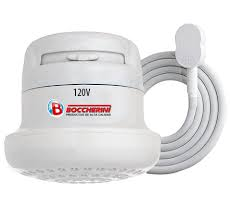 120V
B
BOCCHERINI
PRODUCTOS DE ALTA CALIDAD